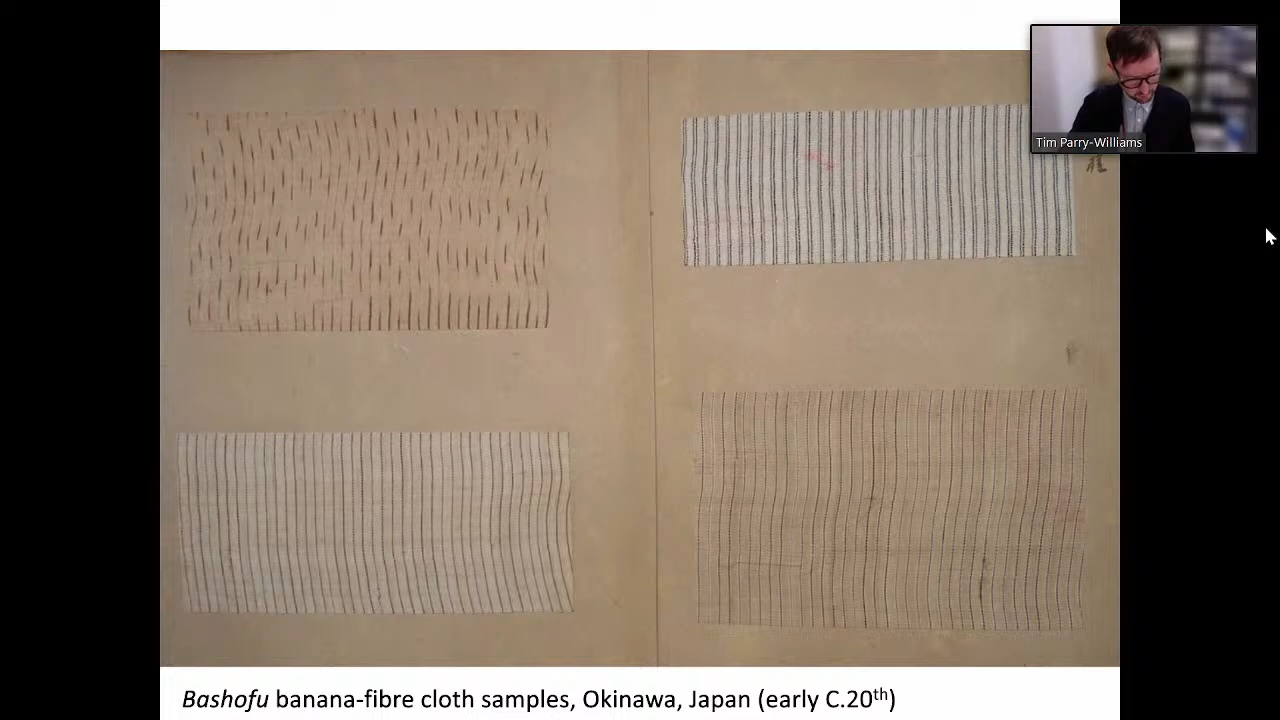 Tim Parry-Williams
Bashofu banana-fibre cloth samples, Okinawa, Japan (early C.20th)